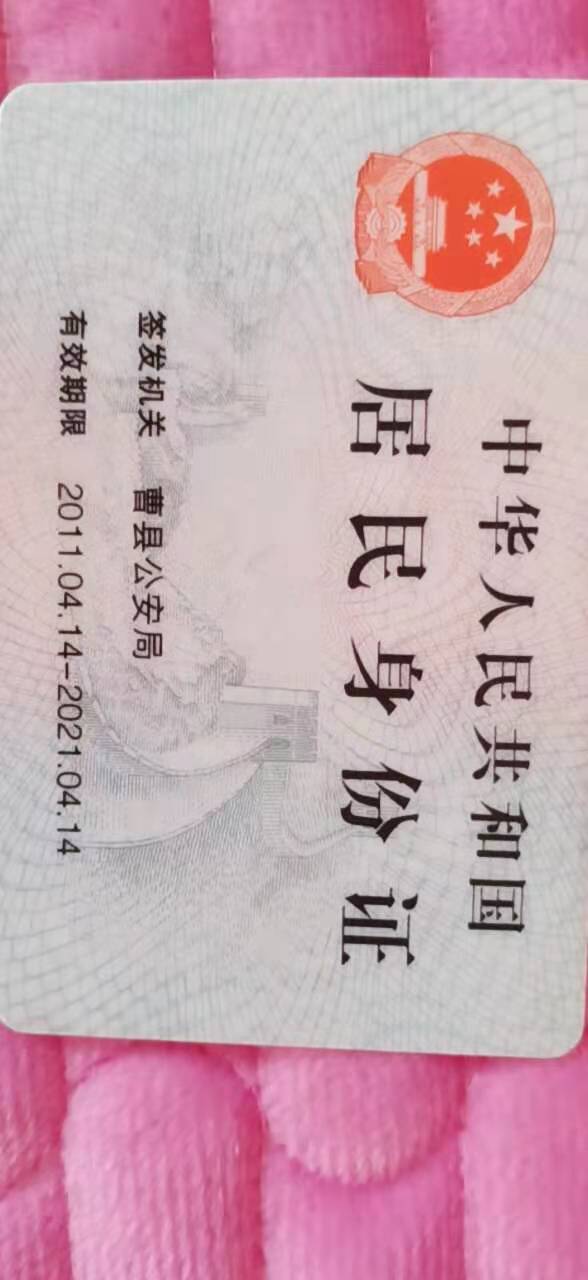 中华人民共和国
居民身份证
签发机关 曹县公安局
有效期限 2011.04.14-2021.04.14